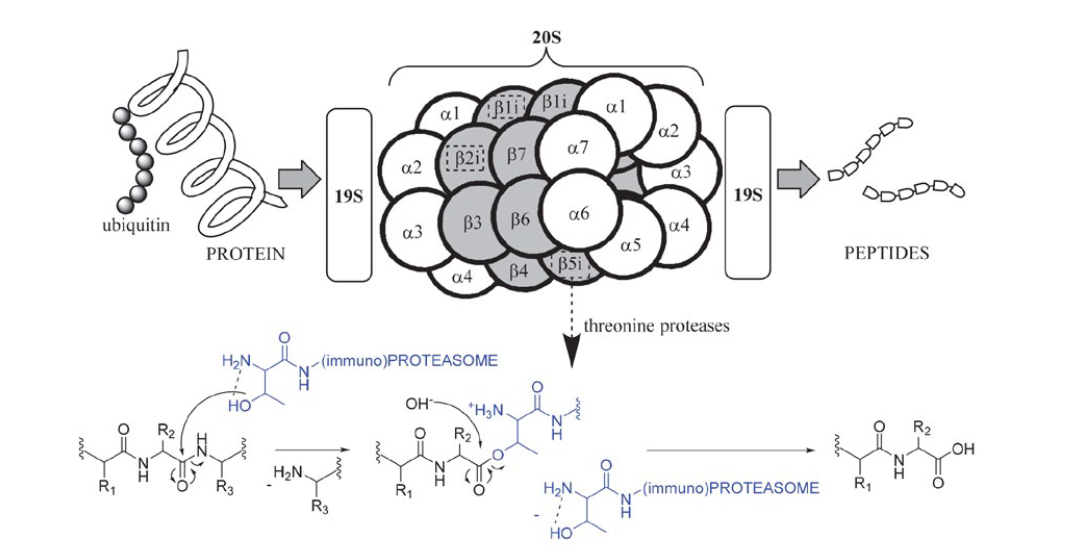 20S
α1
β1i
β1i
α1
α2
α2
β2i
β7
α7
α3
19S
19S
α3
β3
β6
α6
α5
α4
α4
β4
β5i
ubiquitin
PROTEIN
PEPTIDES
threonine proteases
H₂N
O
N
H
(immuno)PROTEASOME
HO
O
R₂
H
N
N
H
O
R₁
R₃
-
H₂N
R₃
OH⁻
⁺H₃N
O
N
H
O
R₂
N
H
O
O
R₁
-
H₂N
O
N
H
(immuno)PROTEASOME
HO
O
R₂
N
H
OH
O
R₁